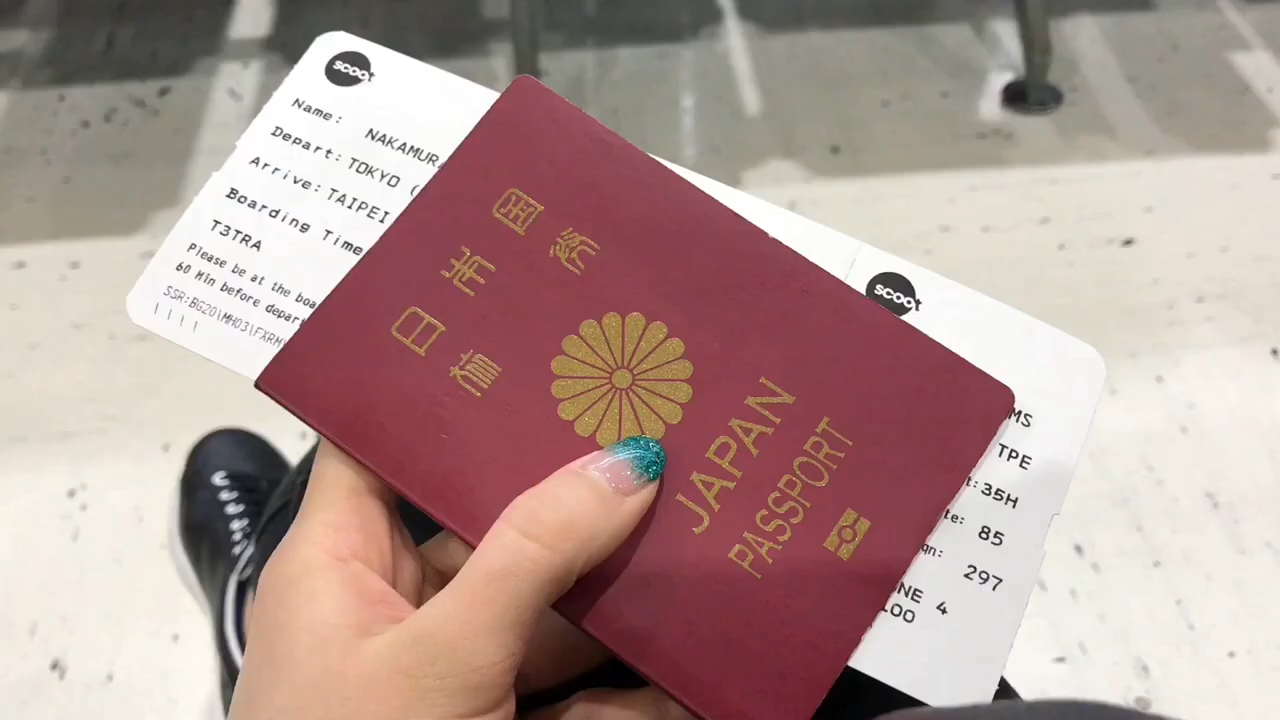 scoot
Name: NAKAMURA
Depart: TOKYO (
Arrive: TAIPEI
Boarding Time
T3TRA
Please be at the boa
60 Min before depar
SSR:BG20\MH03\FXRM
日本国
旅券
JAPAN
PASSPORT
scoot
MS
TPE
t:35H
te: 85
qn: 297
NE 4
LOO